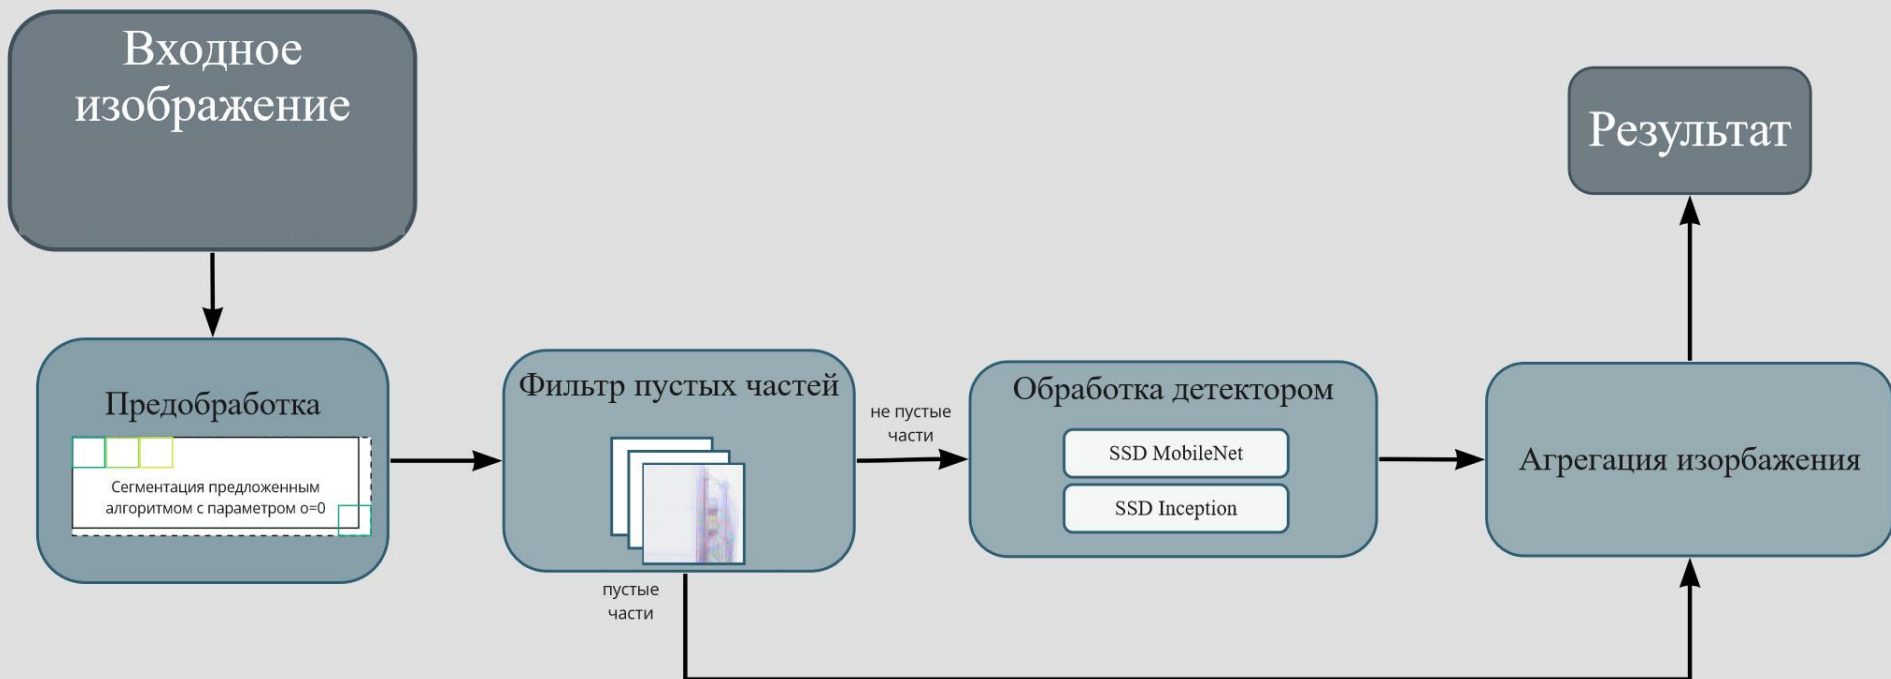 Входное
изображение
Результат
Предобработка
Сегментация предложенным
алгоритмом с параметром o=0
Фильтр пустых частей
не пустые
части
пустые
части
Обработка детектором
SSD MobileNet
SSD Inception
Агрегация изорбажения